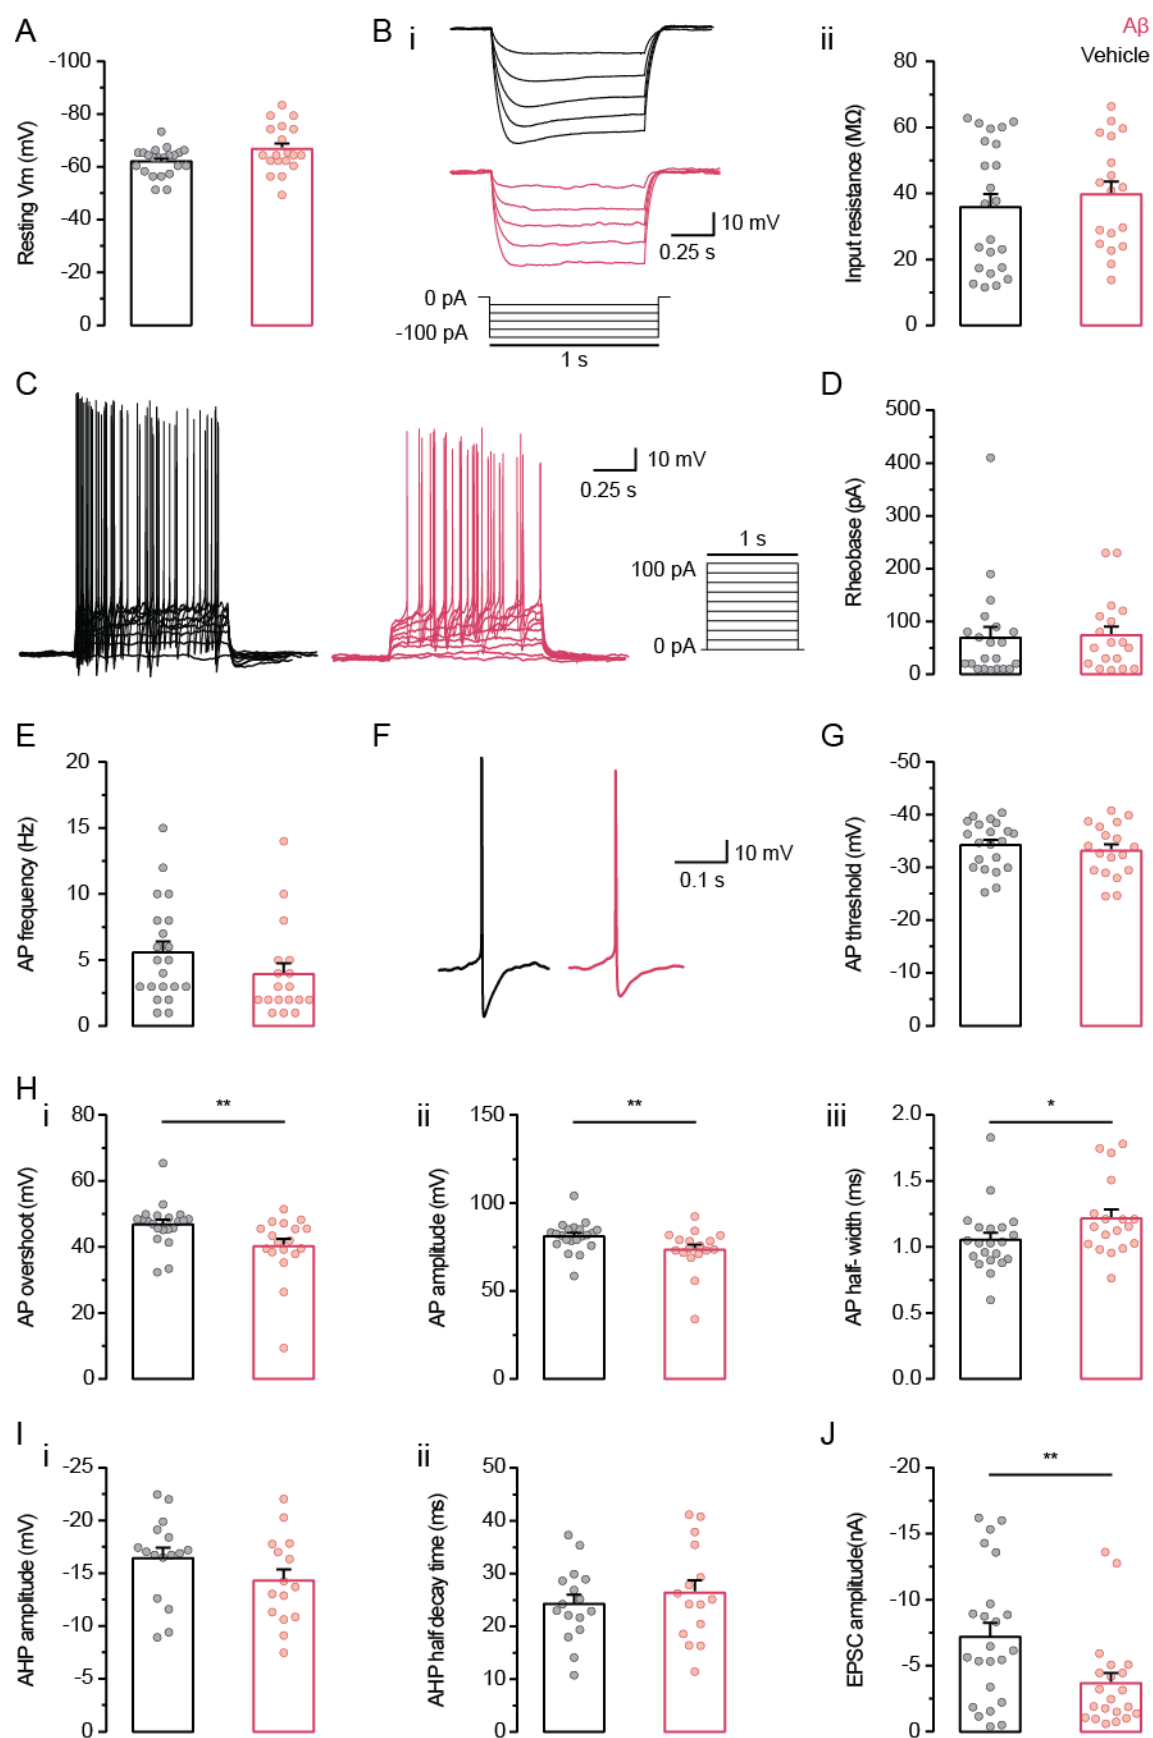 A
Resting Vm (mV)
-100
-80
-60
-40
-20
0
B
i
10 mV
0.25 s
0 pA
-100 pA
1 s
ii
Aβ
Vehicle
Input resistance (MΩ)
80
60
40
20
0
C
10 mV
0.25 s
1 s
100 pA
0 pA
D
Rheobase (pA)
500
400
300
200
100
0
E
AP frequency (Hz)
20
15
10
5
0
F
10 mV
0.1 s
G
AP threshold (mV)
-50
-40
-30
-20
-10
0
H
i
AP overshoot (mV)
80
60
40
20
0
**
ii
AP amplitude (mV)
150
100
50
0
**
iii
AP half- width (ms)
2.0
1.5
1.0
0.5
0.0
*
I
i
AHP amplitude (mV)
-25
-20
-15
-10
-5
0
ii
AHP half decay time (ms)
50
40
30
20
10
0
J
EPSC amplitude(nA)
-20
-15
-10
-5
0
**